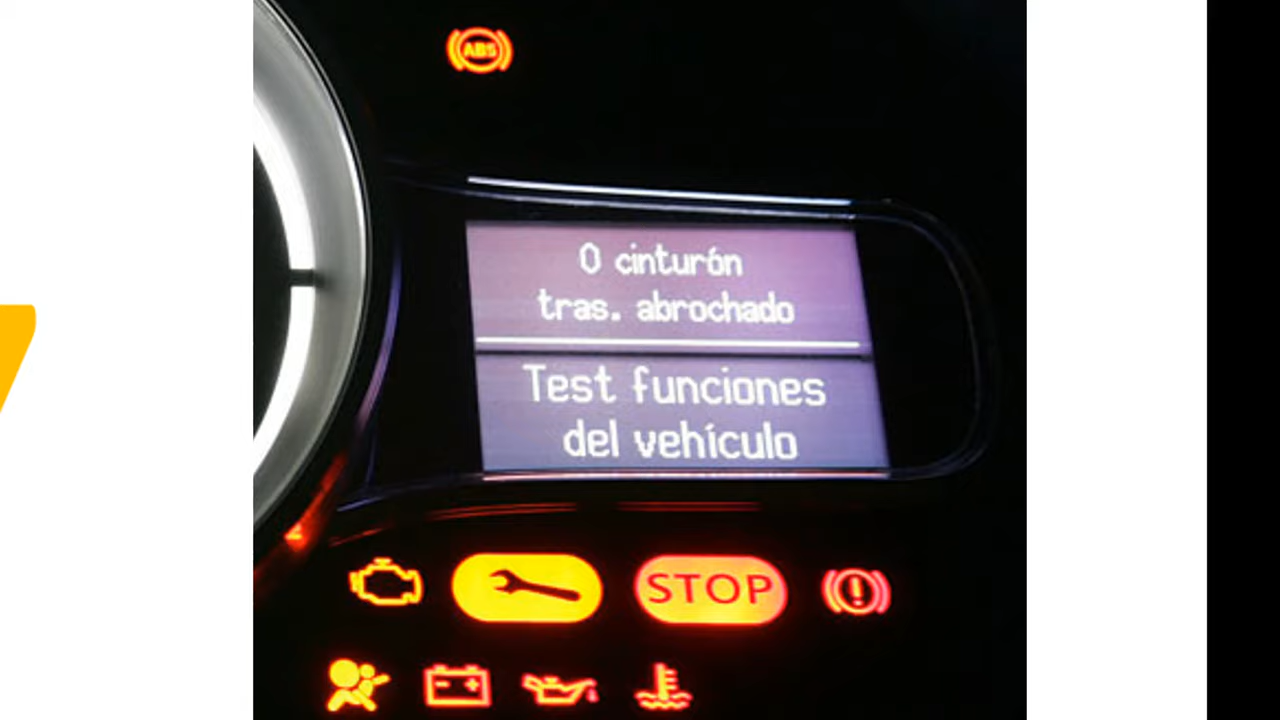 ABS
0 cinturón
tras. abrochado
Test funciones
del vehículo
STOP